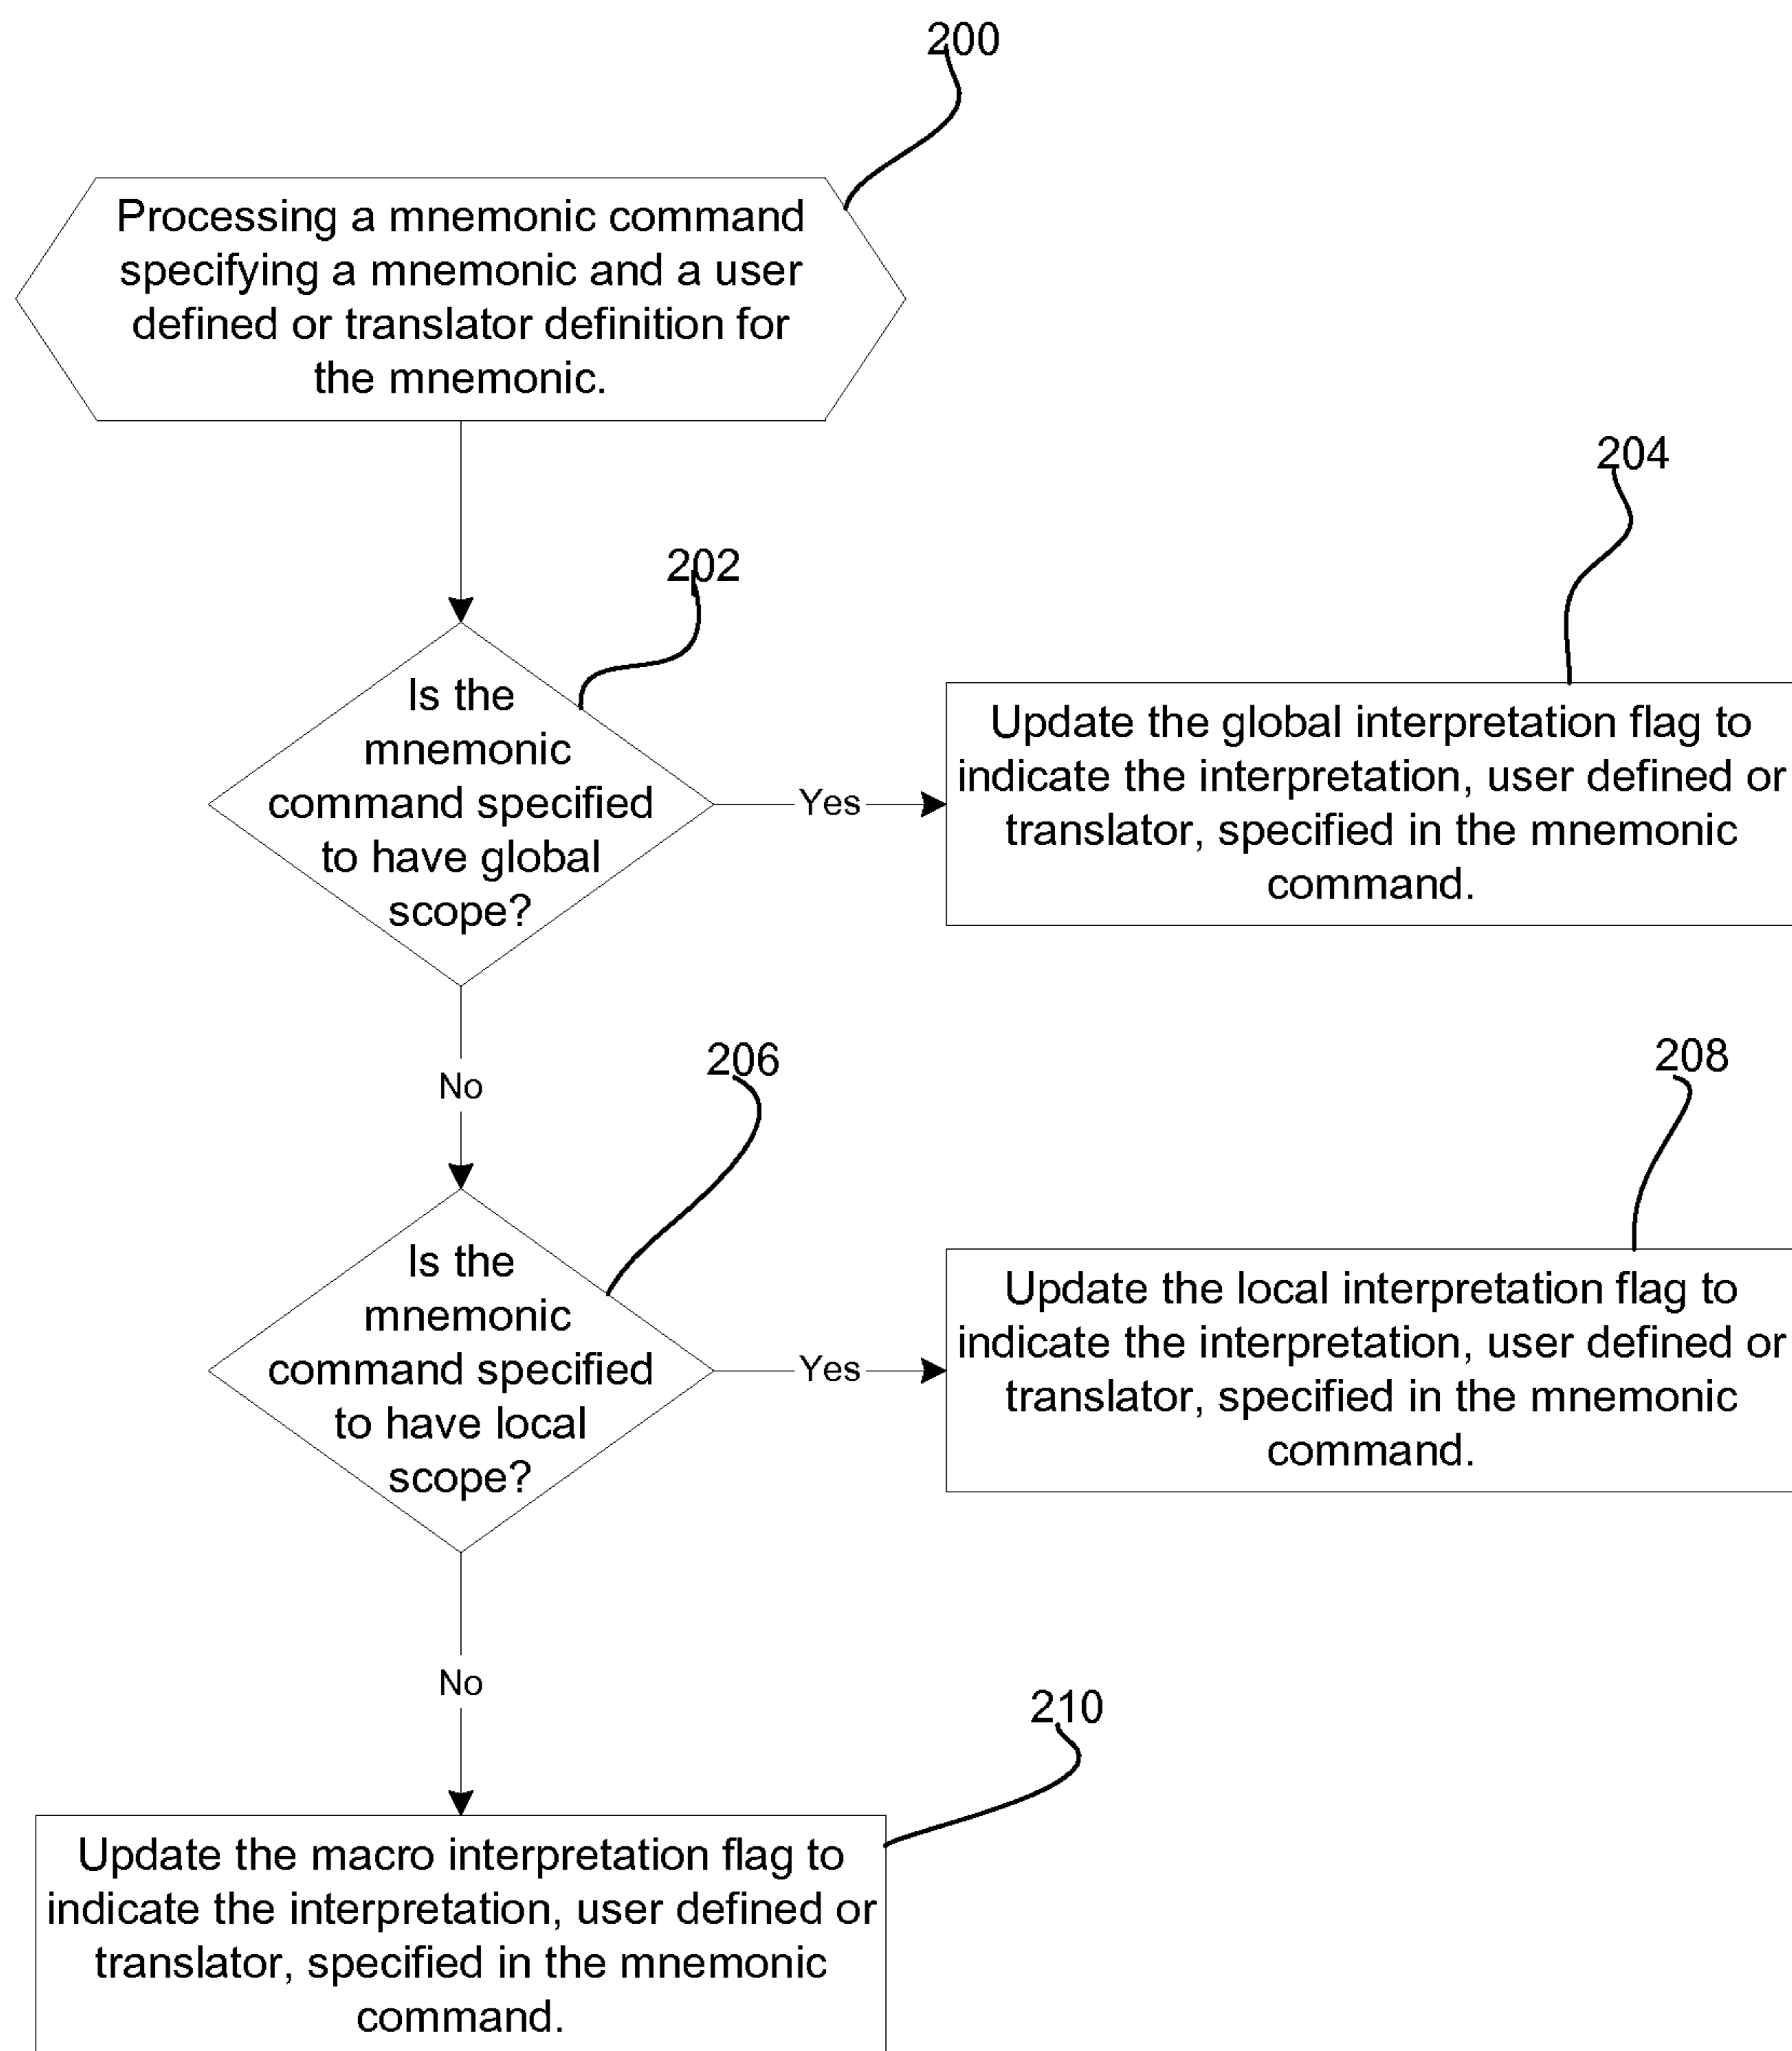 200
Processing a mnemonic command
specifying a mnemonic and a user
defined or translator definition for
the mnemonic.
204
202
Is the
mnemonic
command specified
to have global
scope?
Yes
Update the global interpretation flag to
indicate the interpretation, user defined or
translator, specified in the mnemonic
command.
No
206
208
Is the
mnemonic
command specified
to have local
scope?
Yes
Update the local interpretation flag to
indicate the interpretation, user defined or
translator, specified in the mnemonic
command.
No
210
Update the macro interpretation flag to
indicate the interpretation, user defined or
translator, specified in the mnemonic
command.